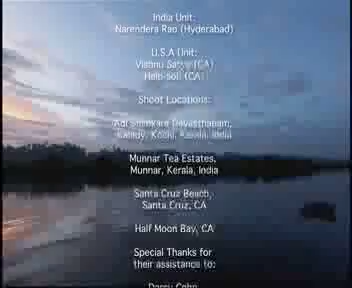 India Unit:
Narendera Rao (Hyderabad)
U.S.A Unit:
Vishnu Satya (CA)
(CA)
Shoot Locations:
Adi Shankara Devasthanam,
Kalady, Kochi, Kerala, India
Munnar Tea Estates,
Munnar, Kerala, India
Santa Cruz Beach,
Santa Cruz, CA
Half Moon Bay, CA
Special Thanks for
their assistance to: